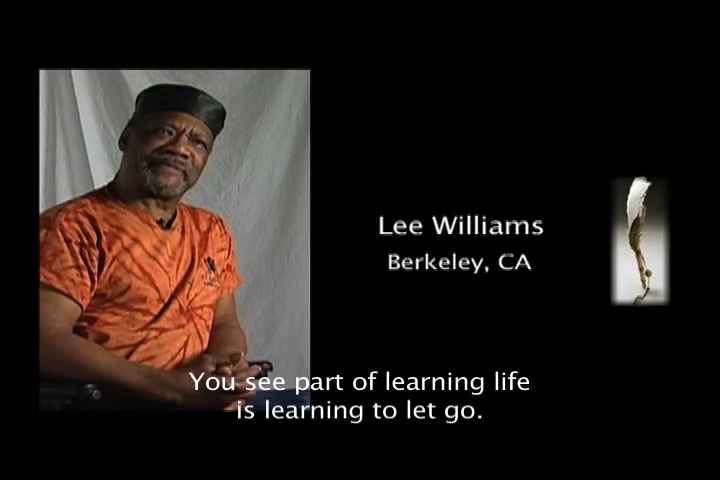 Lee Williams
Berkeley, CA
You see part of learning life
is learning to let go.